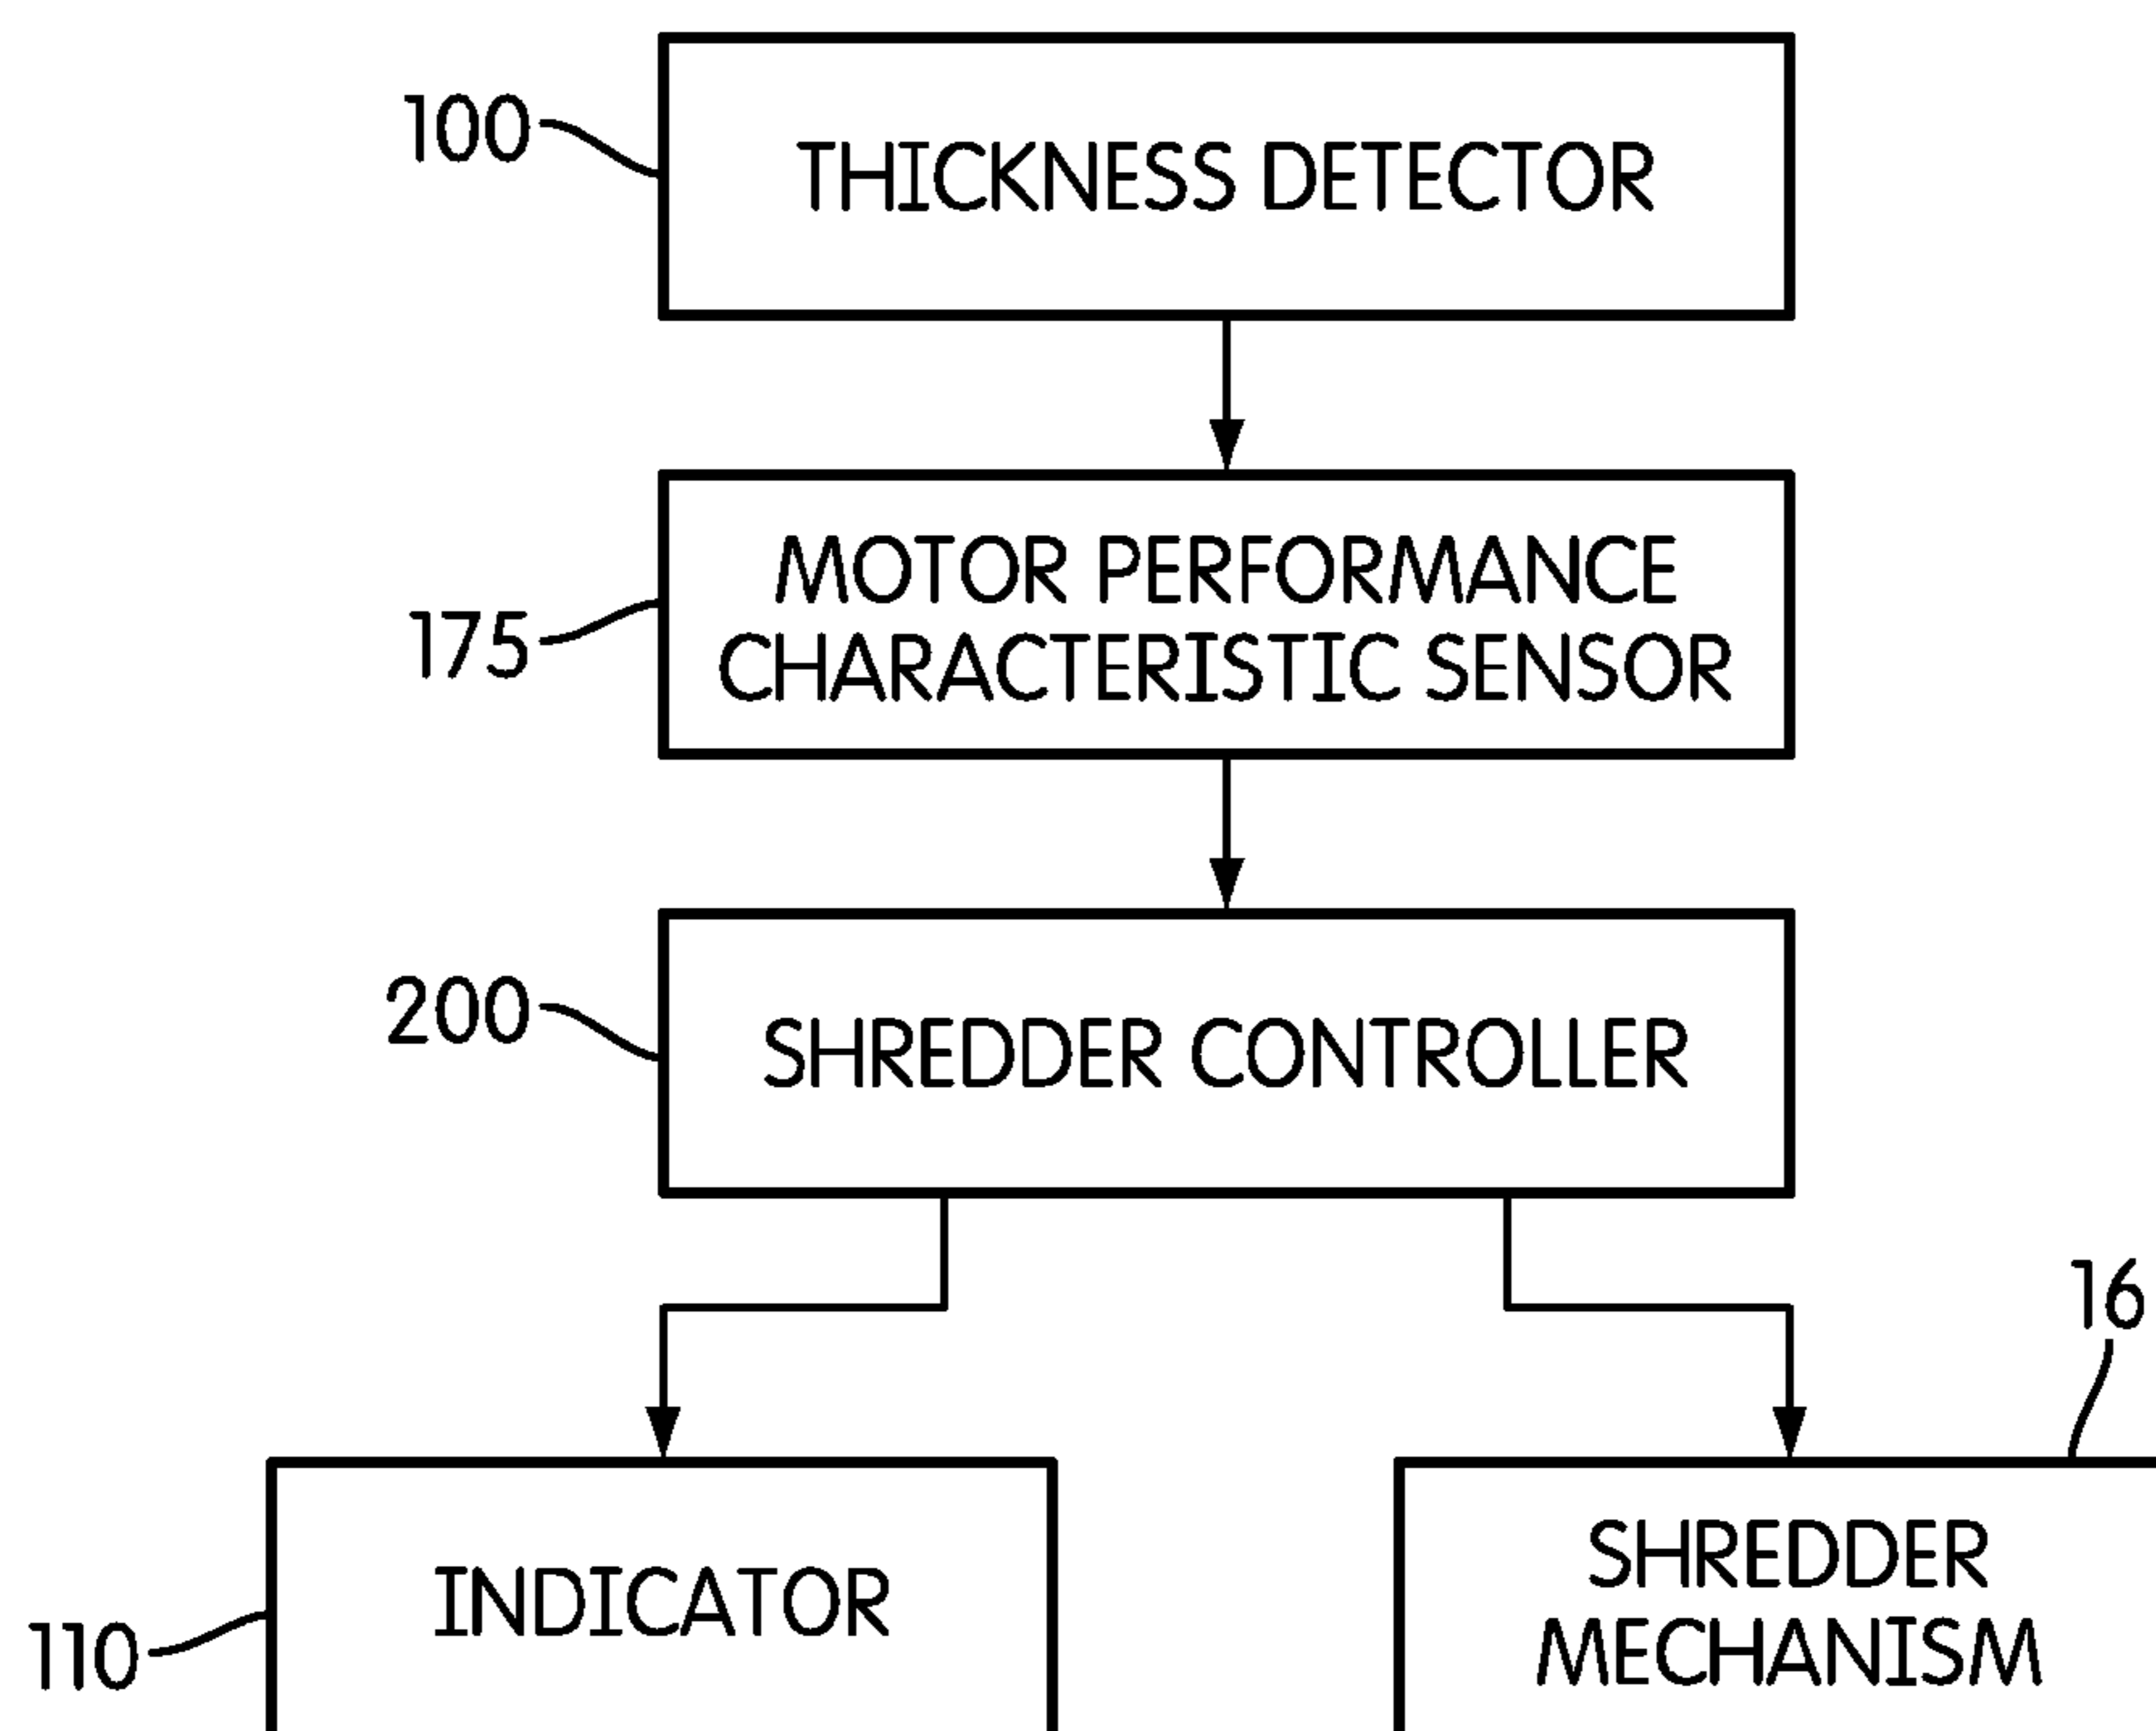 100
THICKNESS DETECTOR
MOTOR PERFORMANCE
CHARACTERISTIC SENSOR
175
200
SHREDDER CONTROLLER
16
INDICATOR
110
SHREDDER
MECHANISM